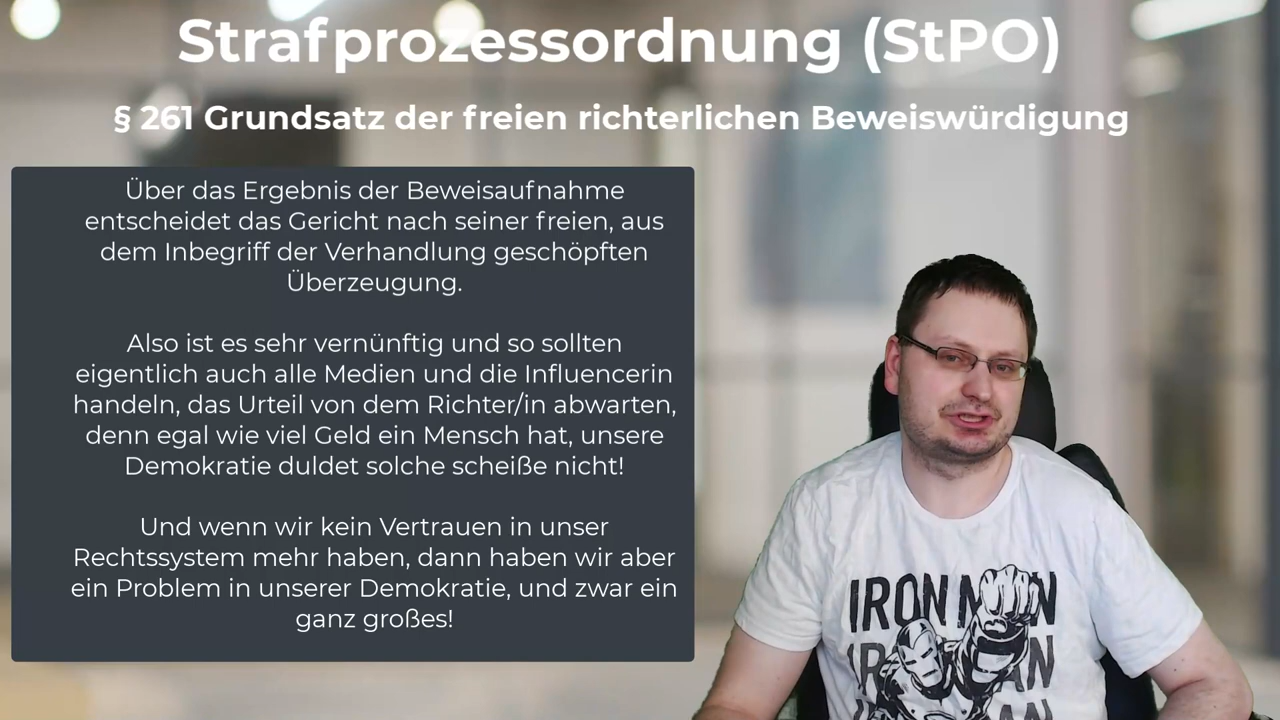 Strafprozessordnung (StPO)
§ 261 Grundsatz der freien richterlichen Beweiswürdigung
Über das Ergebnis der Beweisaufnahme
entscheidet das Gericht nach seiner freien, aus
dem Inbegriff der Verhandlung geschöpften
Überzeugung.
Also ist es sehr vernünftig und so sollten
eigentlich auch alle Medien und die Influencerin
handeln, das Urteil von dem Richter/in abwarten,
denn egal wie viel Geld ein Mensch hat, unsere
Demokratie duldet solche scheiße nicht!
Und wenn wir kein Vertrauen in unser
Rechtssystem mehr haben, dann haben wir aber
ein Problem in unserer Demokratie, und zwar ein
ganz großes!
IRON MAN